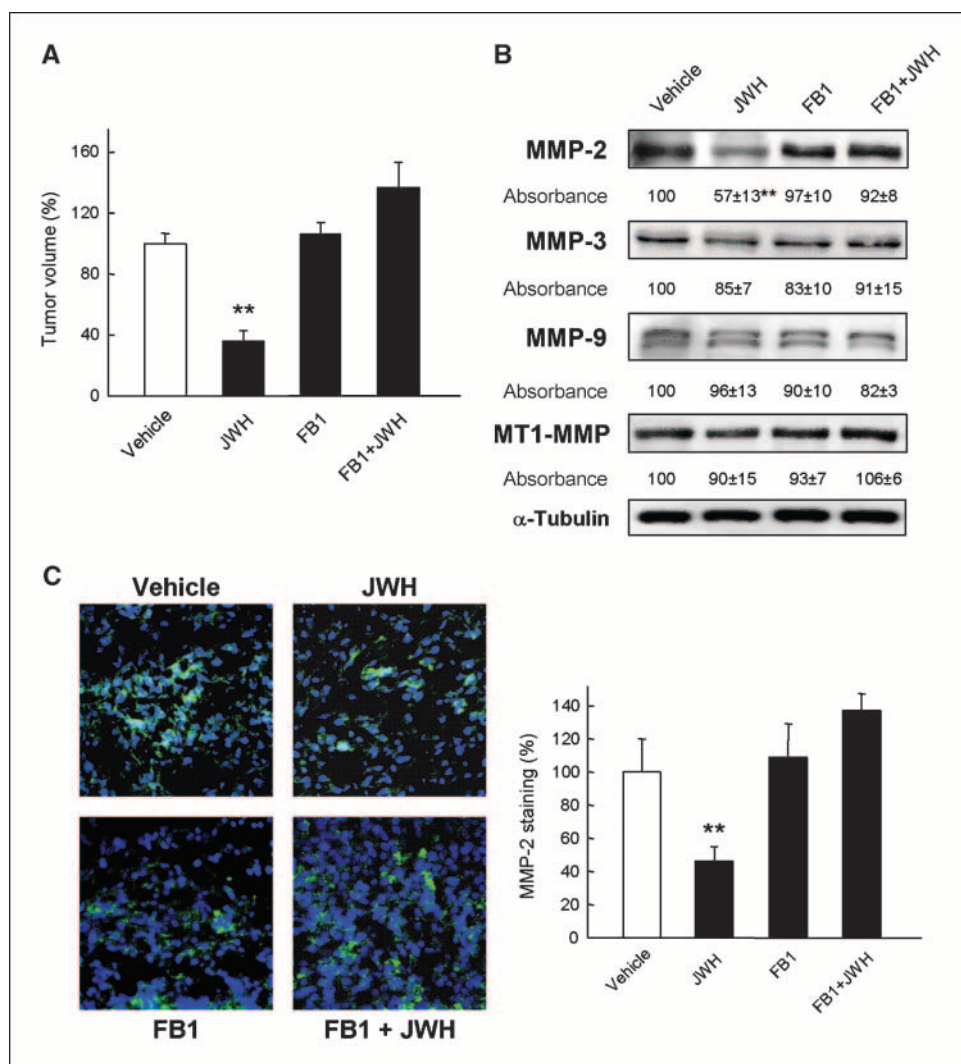 A
Tumor volume (%)
160
120
80
40
0
**
Vehicle
JWH
FB1
FB1+JWH
B
Vehicle
JWH
FB1
FB1+JWH
MMP-2
Absorbance 100 57±13** 97±10 92±8
MMP-3
Absorbance 100 85±7 83±10 91±15
MMP-9
Absorbance 100 96±13 90±10 82±3
MT1-MMP
Absorbance 100 90±15 93±7 106±6
α-Tubulin
C
Vehicle JWH
FB1 FB1 + JWH
MMP-2 staining (%)
140
120
100
80
60
40
20
0
**
Vehicle
JWH
FB1
FB1+JWH